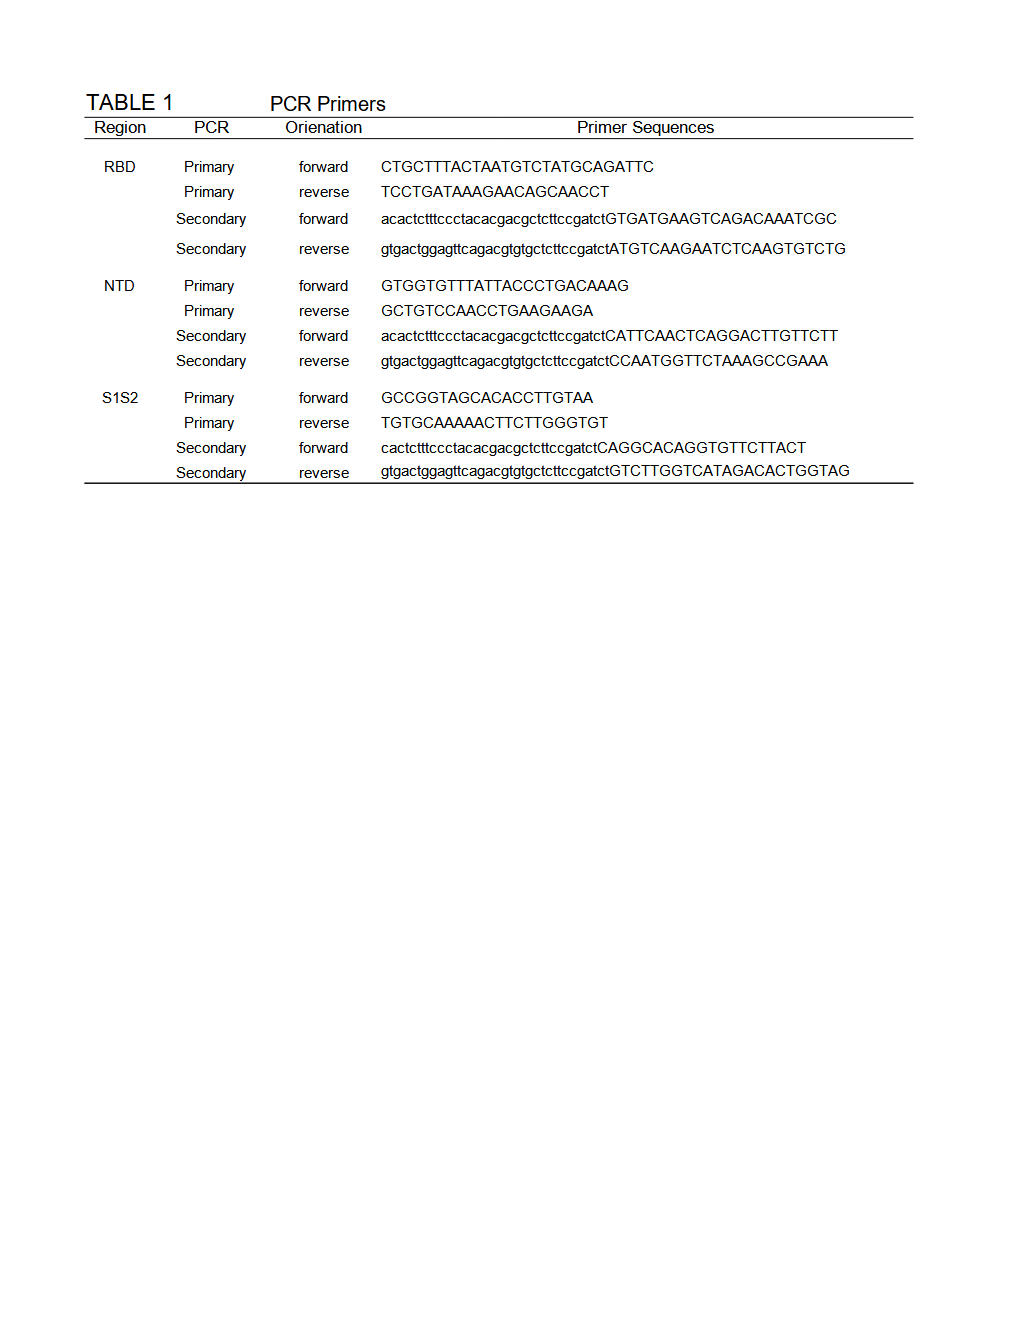 TABLE 1 PCR Primers
Region PCR Orienation Primer Sequences
RBD Primary forward CTGCTTTACTAATGTCTATGCAGATTC
Primary reverse TCCTGATAAAGAACAGCAACCT
Secondary forward acactctttccctacacgacgctcttccgatctGTGATGAAGTCAGACAAATCGC
Secondary reverse gtgactggagttcagacgtgtgctcttccgatctATGTCAAGAATCTCAAGTGTCTG
NTD Primary forward GTGGTGTTTATTACCCTGACAAAG
Primary reverse GCTGTCCAACCTGAAGAAGA
Secondary forward acactctttccctacacgacgctcttccgatctCATTCAACTCAGGACTTGTTCTT
Secondary reverse gtgactggagttcagacgtgtgctcttccgatctCCAATGGTTCTAAAGCCGAAA
S1S2 Primary forward GCCGGTAGCACACCTTGTAA
Primary reverse TGTGCAAAAACTTCTTGGGTGT
Secondary forward cactctttccctacacgacgctcttccgatctCAGGCACAGGTGTTCTTACT
Secondary reverse gtgactggagttcagacgtgtgctcttccgatctGTCTTGGTCATAGACACTGGTAG